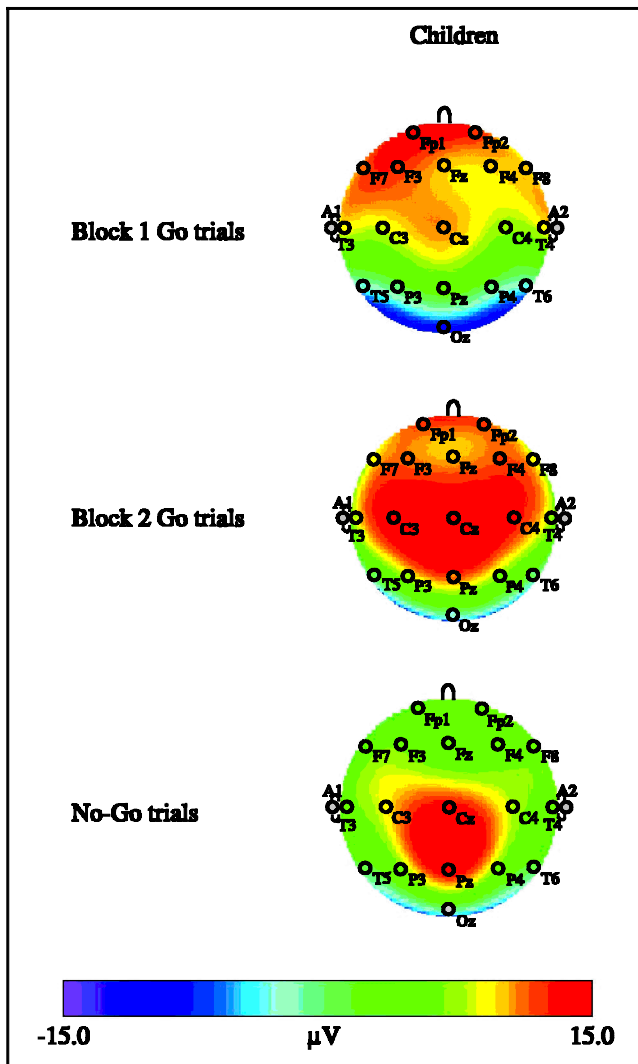 Children
Fp1 Fp2
F7 F3 Fz F4 F8
A1 A2
Block 1 Go trials
T3 C3 Cz C4 T4
T5 P3 Pz P4 T6
Oz
Fp1 Fp2
F7 F3 Fz F4 F8
A1 A2
Block 2 Go trials
T3 C3 Cz C4 T4
T5 P3 Pz P4 T6
Oz
Fp1 Fp2
F7 F3 Fz F4 F8
A1 A2
No-Go trials
T3 C3 Cz C4 T4
T5 P3 Pz P4 T6
Oz
-15.0 µV 15.0